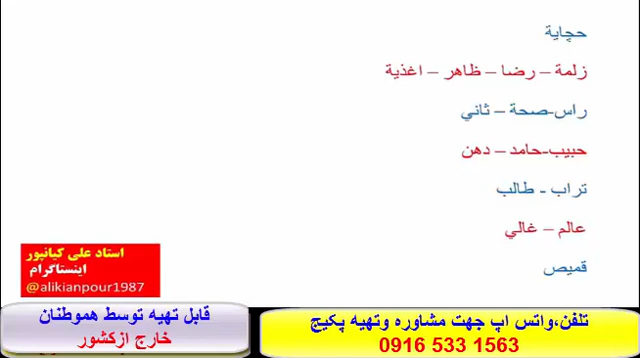 حچاية
زلمة – رضا – ظاهر – اغذية
راس-صحة – ثاني
حبيب-حامد – دهن
تراب - طالب
عالم – غالي
قميص
استاد علی کیانپور
اینستاگرام
@alikianpour1987
قابل تهیه توسط هموطنان
خارج ازکشور
تلفن،واتس اپ جهت مشاوره وتهیه پکیج
0916 533 1563